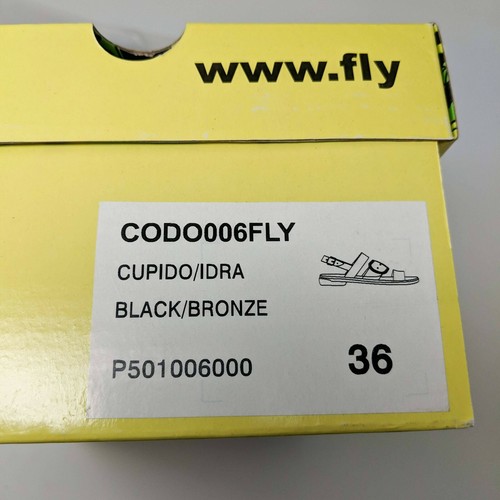 www.fly
CODO006FLY
CUPIDO/IDRA
BLACK/BRONZE
P501006000 36